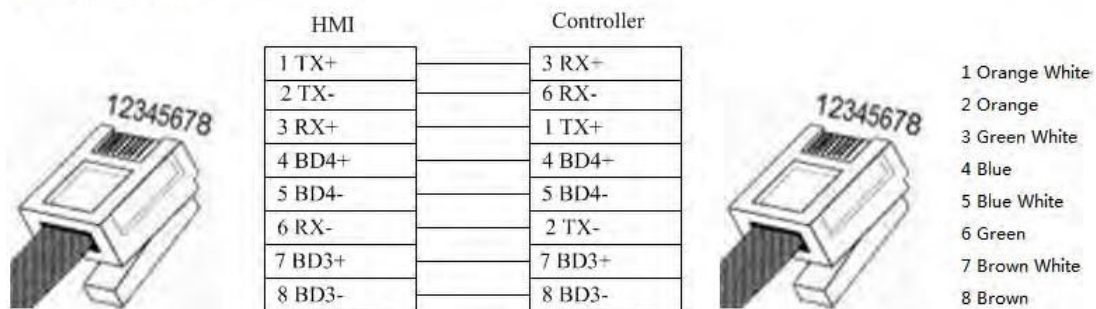 HMI Controller
1 TX+ 3 RX+
2 TX- 6 RX-
3 RX+ 1 TX+
4 BD4+ 4 BD4+
5 BD4- 5 BD4-
6 RX- 2 TX-
7 BD3+ 7 BD3+
8 BD3- 8 BD3-
12345678
12345678
1 Orange White
2 Orange
3 Green White
4 Blue
5 Blue White
6 Green
7 Brown White
8 Brown